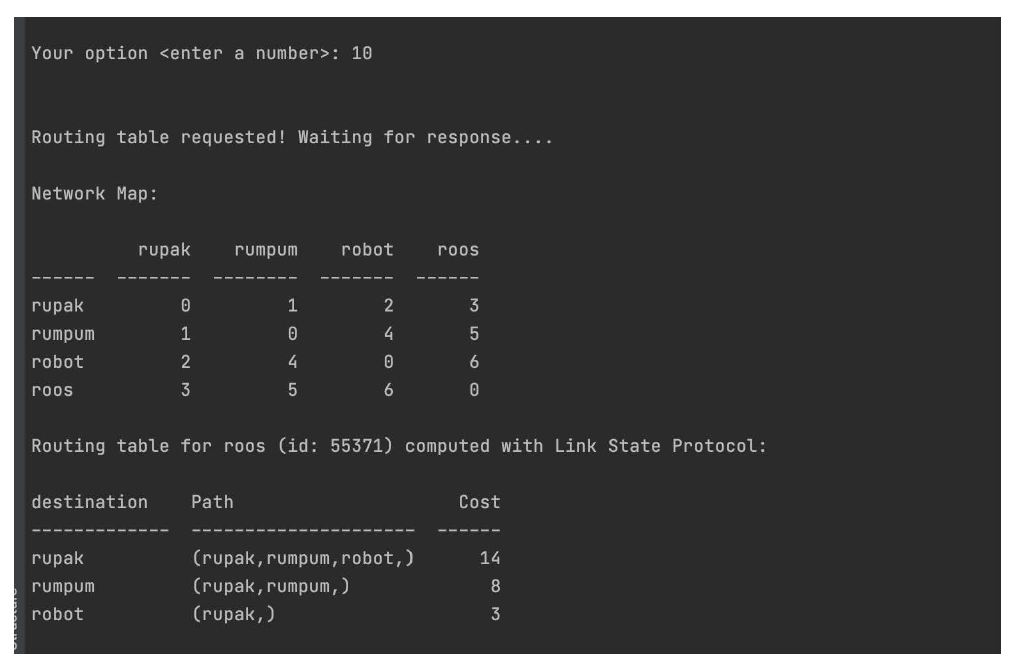 Your option <enter a number>: 10
Routing table requested! Waiting for response....
Network Map:
rupak rumpum robot roos
------ ------- -------- ------- ------
rupak 0 1 2 3
rumpum 1 0 4 5
robot 2 4 0 6
roos 3 5 6 0
Routing table for roos (id: 55371) computed with Link State Protocol:
destination Path Cost
------------- --------------------- ------
rupak (rupak,rumpum,robot,) 14
rumpum (rupak,rumpum,) 8
robot (rupak,) 3